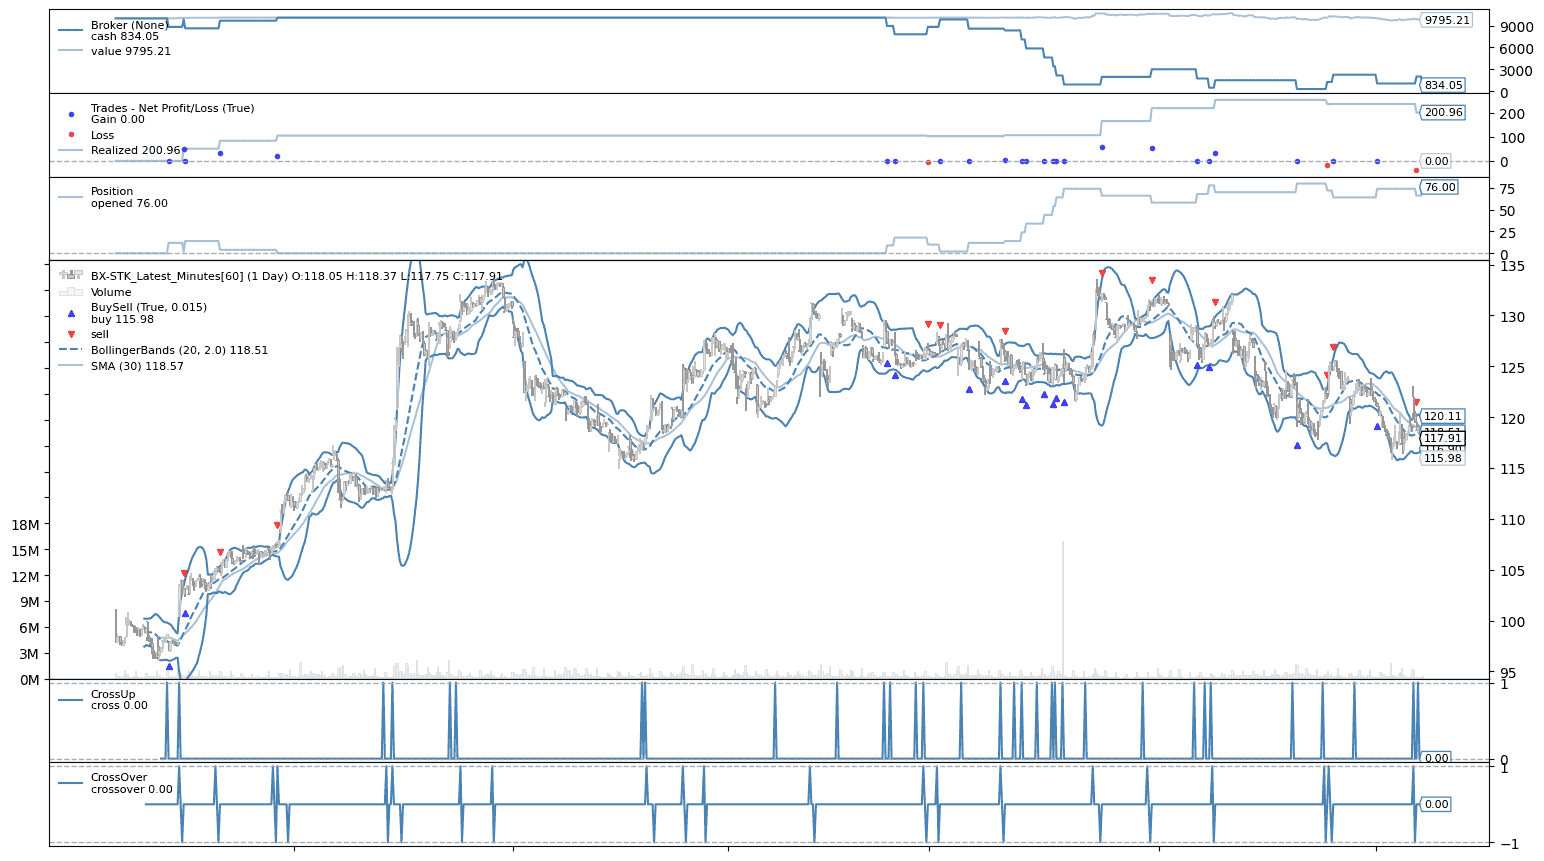 Broker (None)
cash 834.05
value 9795.21
9795.21
834.05
9000
6000
3000
0
Trades - Net Profit/Loss (True)
Gain 0.00
Loss
Realized 200.96
200.96
0.00
200
100
0
Position
opened 76.00
76.00
75
50
25
0
BX-STK_Latest_Minutes[60] (1 Day) O:118.05 H:118.37 L:117.75 C:117.91
Volume
BuySell (True, 0.015)
buy 115.98
sell
BollingerBands (20, 2.0) 118.51
SMA (30) 118.57
135
130
125
120
115
110
105
100
95
120.11
117.91
115.98
18M
15M
12M
9M
6M
3M
0M
CrossUp
cross 0.00
0.00
1
0
CrossOver
crossover 0.00
0.00
1
−1